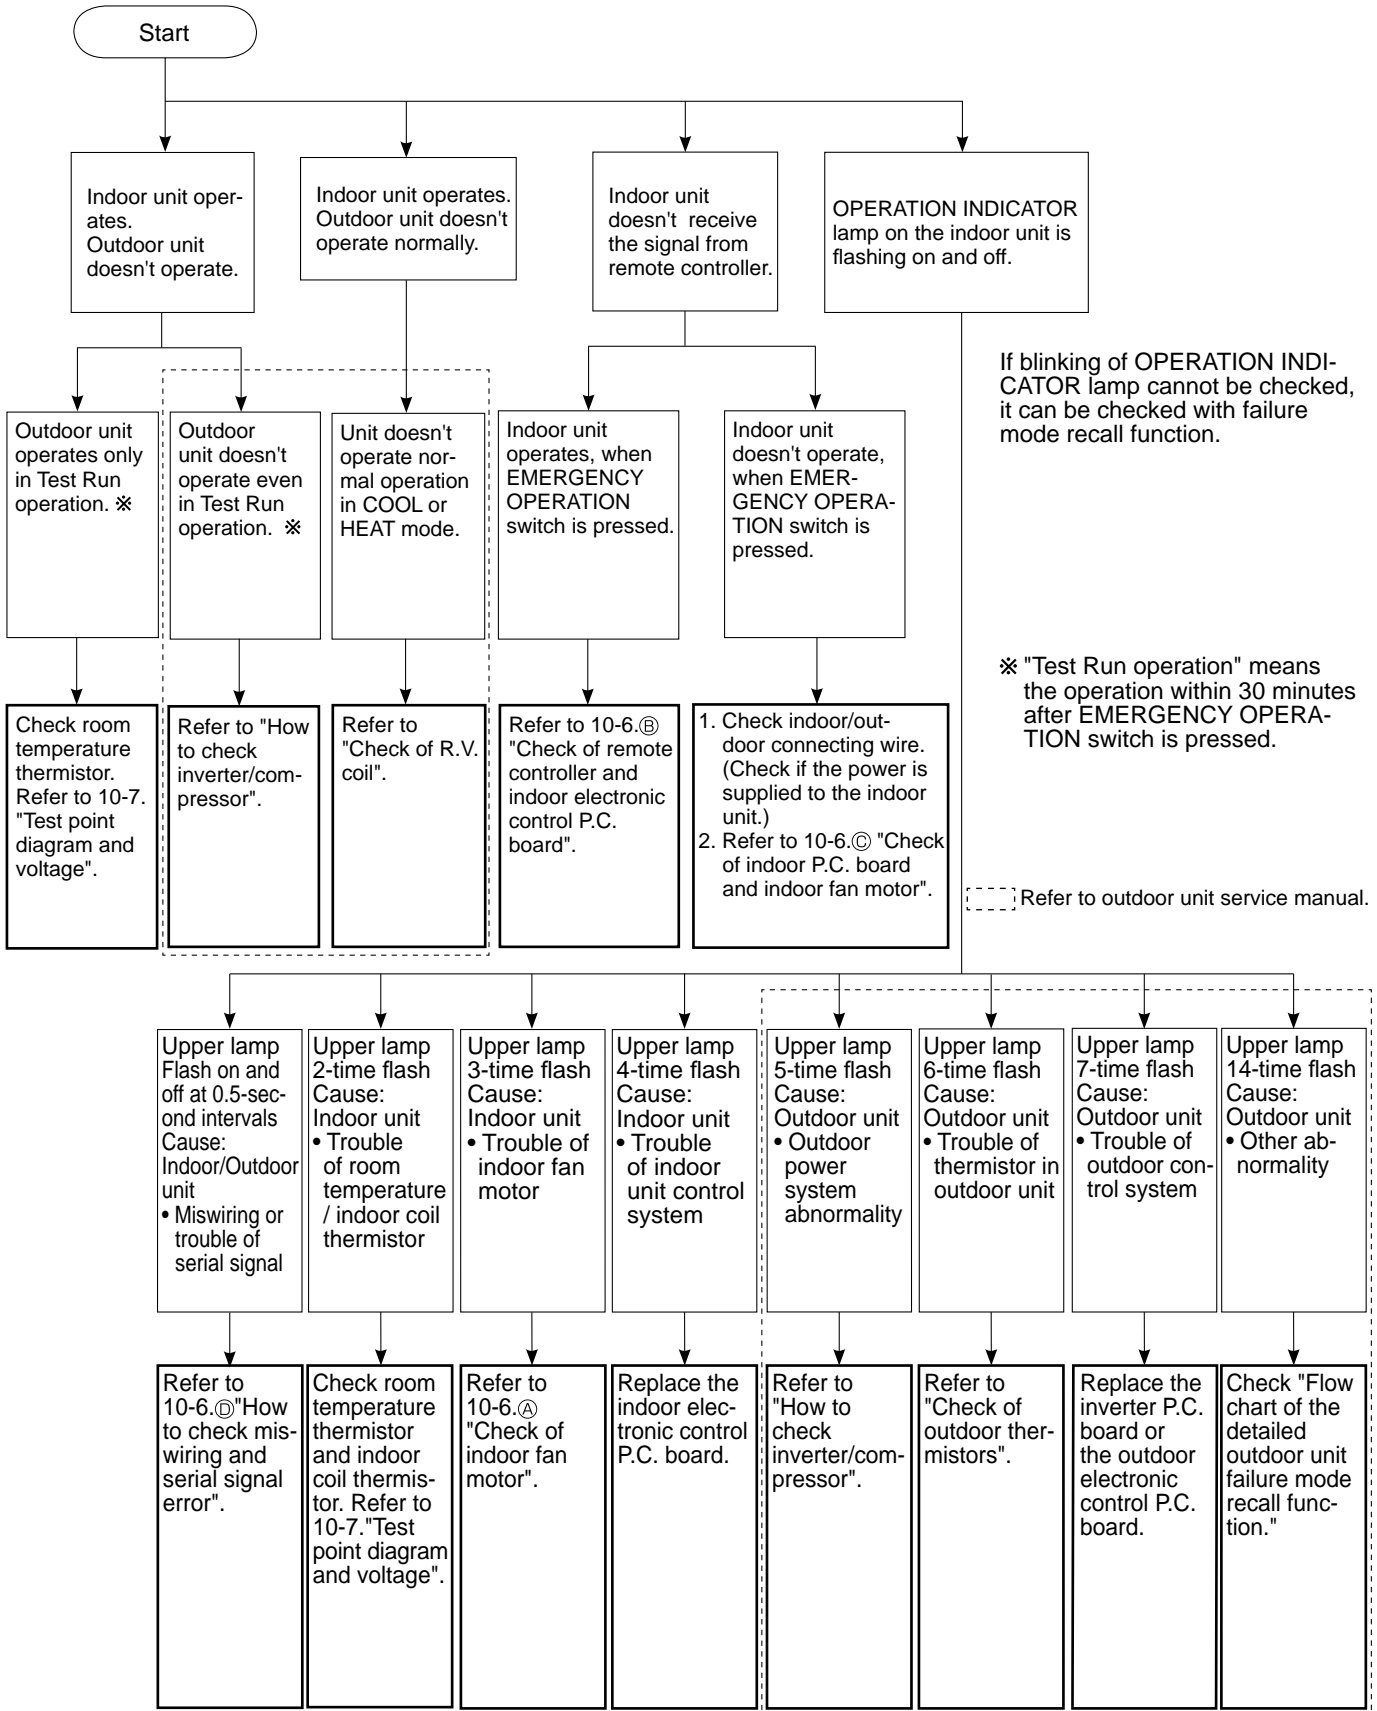 Start
Indoor unit oper-
ates.
Outdoor unit
doesn't operate.
Indoor unit operates.
Outdoor unit doesn't
operate normally.
Indoor unit
doesn't receive
the signal from
remote controller.
OPERATION INDICATOR
lamp on the indoor unit is
flashing on and off.
If blinking of OPERATION INDI-
CATOR lamp cannot be checked,
it can be checked with failure
mode recall function.
Outdoor unit
operates only
in Test Run
operation. ※
Outdoor
unit doesn't
operate even
in Test Run
operation. ※
Unit doesn't
operate nor-
mal operation
in COOL or
HEAT mode.
Indoor unit
operates, when
EMERGENCY
OPERATION
switch is pressed.
Indoor unit
doesn't operate,
when EMER-
GENCY OPERA-
TION switch is
pressed.
※ "Test Run operation" means
the operation within 30 minutes
after EMERGENCY OPERA-
TION switch is pressed.
Check room
temperature
thermistor.
Refer to 10-7.
"Test point
diagram and
voltage".
Refer to "How
to check
inverter/com-
pressor".
Refer to
"Check of R.V.
coil".
Refer to 10-6.Ⓑ
"Check of remote
controller and
indoor electronic
control P.C.
board".
1. Check indoor/out-
door connecting wire.
(Check if the power is
supplied to the indoor
unit.)
2. Refer to 10-6.Ⓒ "Check
of indoor P.C. board
and indoor fan motor".
Refer to outdoor unit service manual.
Upper lamp
Flash on and
off at 0.5-sec-
ond intervals
Cause:
Indoor/Outdoor
unit
• Miswiring or
trouble of
serial signal
Upper lamp
2-time flash
Cause:
Indoor unit
• Trouble
of room
temperature
/ indoor coil
thermistor
Upper lamp
3-time flash
Cause:
Indoor unit
• Trouble of
indoor fan
motor
Upper lamp
4-time flash
Cause:
Indoor unit
• Trouble
of indoor
unit control
system
Upper lamp
5-time flash
Cause:
Outdoor unit
• Outdoor
power
system
abnormality
Upper lamp
6-time flash
Cause:
Outdoor unit
• Trouble of
thermistor in
outdoor unit
Upper lamp
7-time flash
Cause:
Outdoor unit
• Trouble of
outdoor con-
trol system
Upper lamp
14-time flash
Cause:
Outdoor unit
• Other ab-
normality
Refer to
10-6.Ⓓ"How
to check mis-
wiring and
serial signal
error".
Check room
temperature
thermistor
and indoor
coil thermis-
tor. Refer to
10-7."Test
point diagram
and voltage".
Refer to
10-6.Ⓐ
"Check of
indoor fan
motor".
Replace the
indoor elec-
tronic control
P.C. board.
Refer to
"How to
check
inverter/com-
pressor".
Refer to
"Check of
outdoor ther-
mistors".
Replace the
inverter P.C.
board or
the outdoor
electronic
control P.C.
board.
Check "Flow
chart of the
detailed
outdoor unit
failure mode
recall func-
tion."